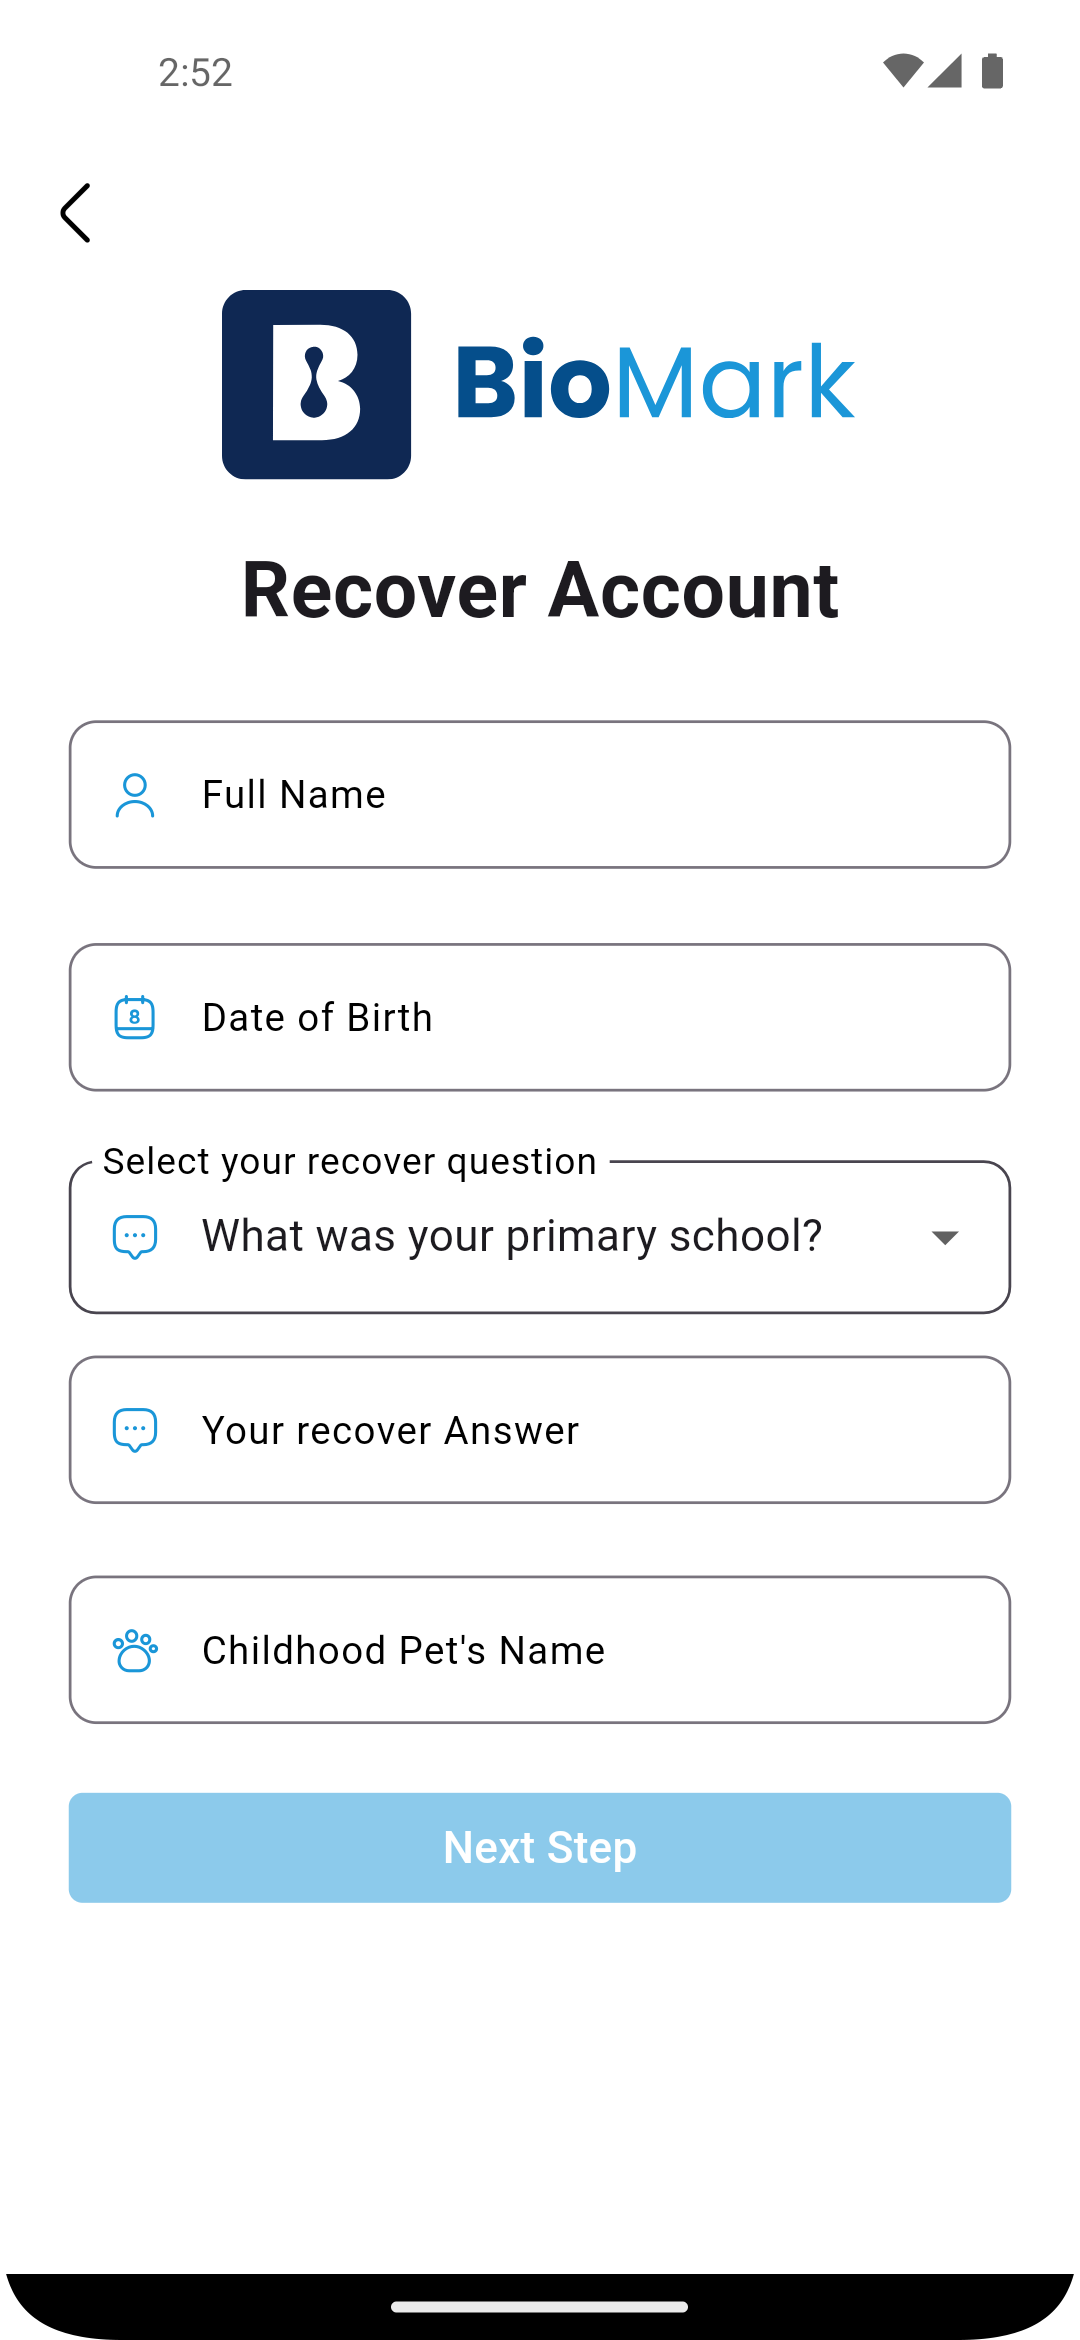 2:52
B BioMark
Recover Account
Full Name
8
Date of Birth
Select your recover question
What was your primary school?
Your recover Answer
Childhood Pet's Name
Next Step